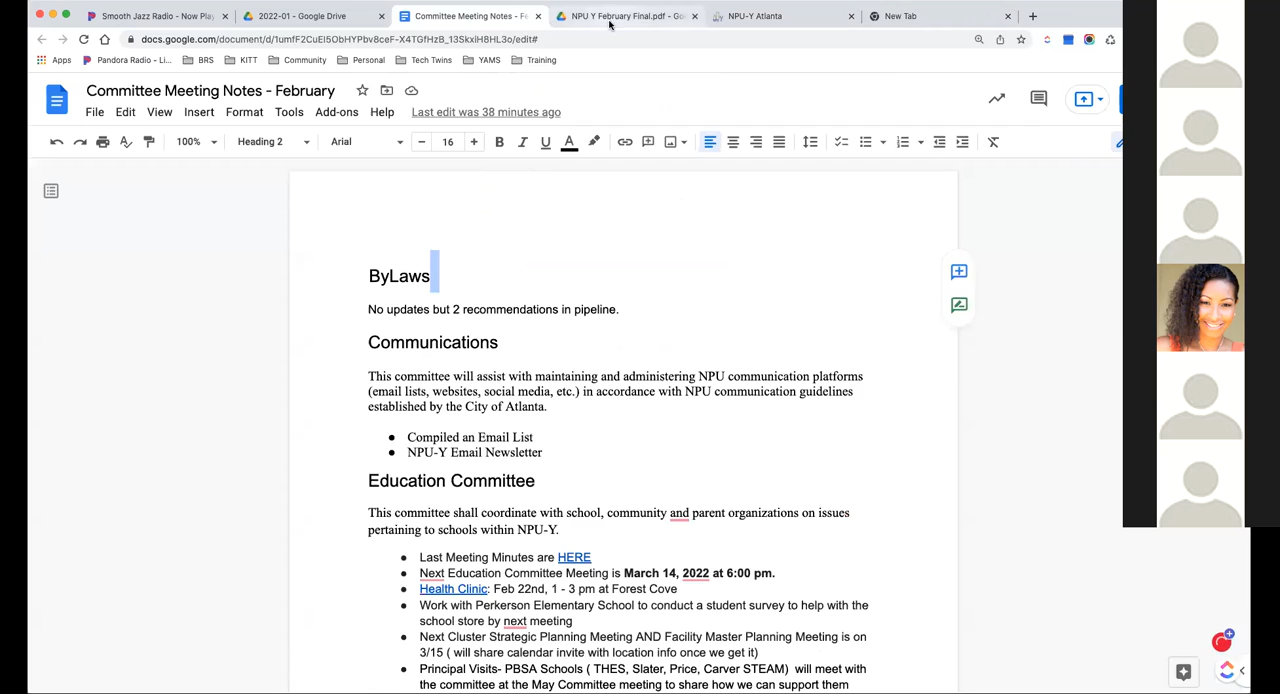 Smooth Jazz Radio - Now Play
2022-01 - Google Drive
Committee Meeting Notes - Fe
NPU Y February Final.pdf - Goo
NPU-Y Atlanta
New Tab
docs.google.com/document/d/1umfF2CuEI5ObHYPbv8ceF-X4TGfHzB_13SkxiH8HL3o/edit#
Apps
Pandora Radio - Li...
BRS
KITT
Community
Personal
Tech Twins
YAMS
Training
Committee Meeting Notes - February
File Edit View Insert Format Tools Add-ons Help Last edit was 38 minutes ago
100% Heading 2 Arial 16
ByLaws
No updates but 2 recommendations in pipeline.
Communications
This committee will assist with maintaining and administering NPU communication platforms
(email lists, websites, social media, etc.) in accordance with NPU communication guidelines
established by the City of Atlanta.
● Compiled an Email List
● NPU-Y Email Newsletter
Education Committee
This committee shall coordinate with school, community and parent organizations on issues
pertaining to schools within NPU-Y.
● Last Meeting Minutes are HERE
● Next Education Committee Meeting is March 14, 2022 at 6:00 pm.
● Health Clinic: Feb 22nd, 1 - 3 pm at Forest Cove
● Work with Perkerson Elementary School to conduct a student survey to help with the
school store by next meeting
● Next Cluster Strategic Planning Meeting AND Facility Master Planning Meeting is on
3/15 ( will share calendar invite with location info once we get it)
● Principal Visits- PBSA Schools ( THES, Slater, Price, Carver STEAM) will meet with
the committee at the May Committee meeting to share how we can support them